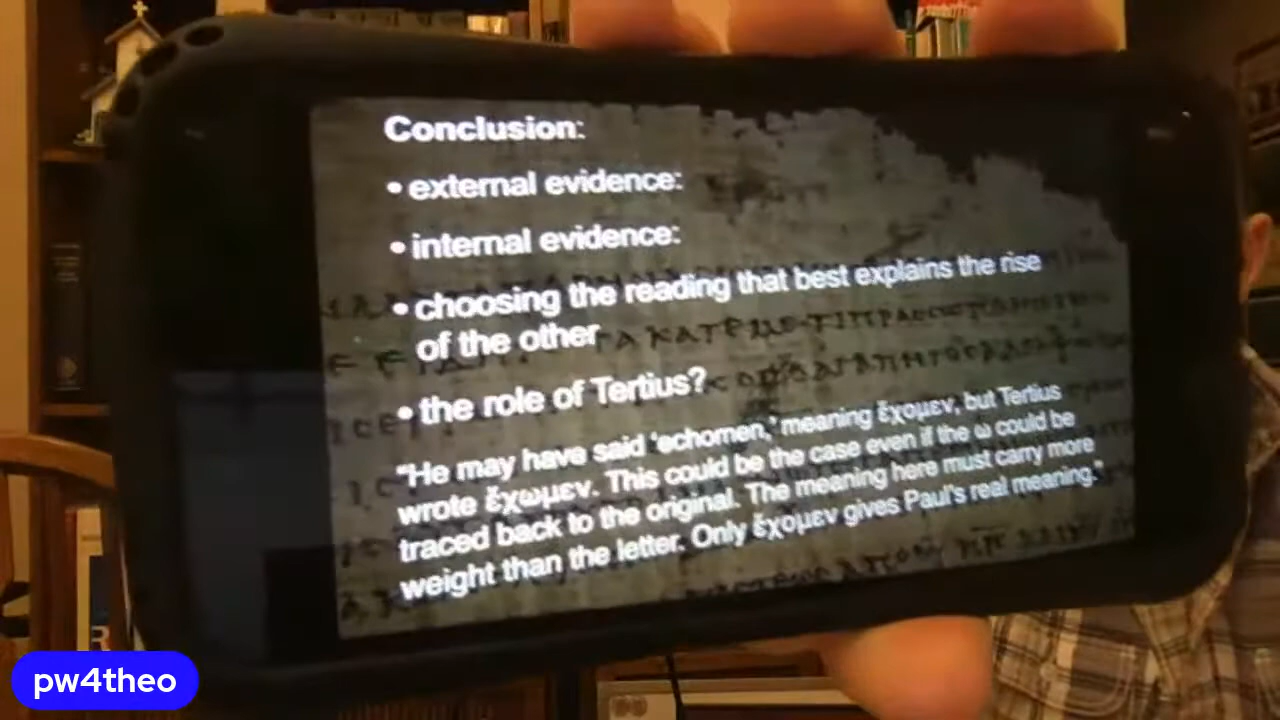 Conclusion:
• external evidence:
• internal evidence:
• choosing the reading that best explains the rise
of the other
• the role of Tertius?
“He may have said ‘echomen,’ meaning ἔχομεν, but Tertius
wrote ἔχωμεν. This could be the case even if the ω could be
traced back to the original. The meaning here must carry more
weight than the letter. Only ἔχομεν gives Paul's real meaning.”
pw4theo